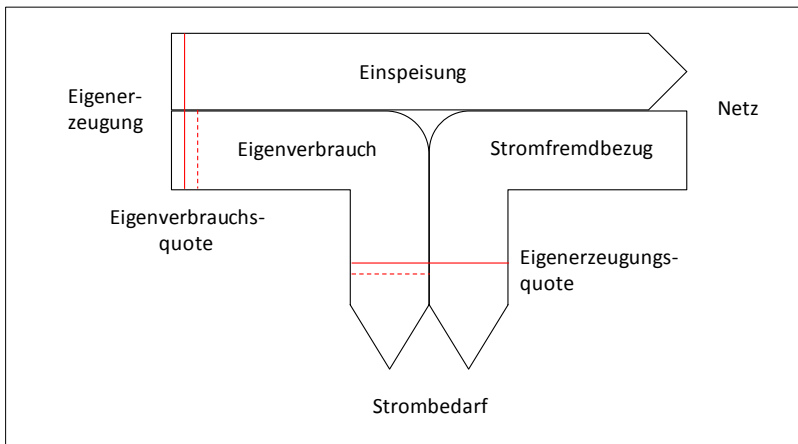 Einspeisung
Eigener-
zeugung
Netz
Eigenverbrauch
Stromfremdbezug
Eigenverbrauchs-
quote
Eigenerzeugungs-
quote
Strombedarf